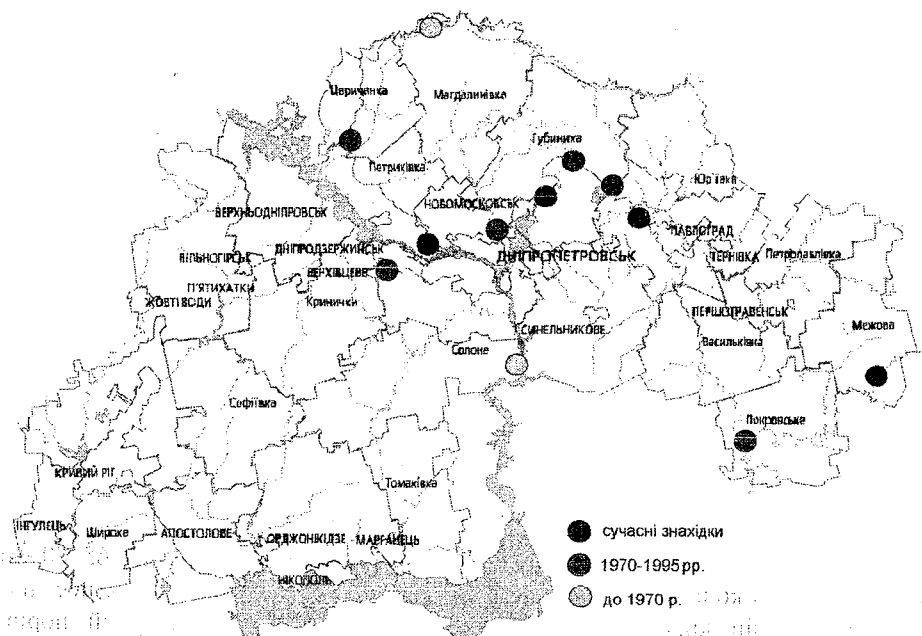 Царичанка
Магдалинівка
Губиниха
Петриківка
Юр'ївка
НОВОМОСКОВСЬК
ВЕРХНЬОДНІПРОВСЬК
ПАВЛОГРАД
ДНІПРОДЗЕРЖИНСЬК
ДНІПРОПЕТРОВСЬК
ТЕРНІВКА
Петропавлівка
ВІЛЬНОГІРСЬК
ВЕРХІВЦЕВЕ
П'ЯТИХАТКИ
ЖОВТІ ВОДИ
Кринички
ПЕРШОТРАВЕНСЬК
СИНЕЛЬНИКОВЕ
Межова
Васильківка
Солоне
Софіївка
Покровське
КРИВИЙ РІГ
Томаківка
ІНГУЛЕЦЬ
Широке
АПОСТОЛОВЕ
ОРДЖОНІКІДЗЕ
МАРГАНЕЦЬ
НІКОПОЛЬ
сучасні знахідки
1970-1995 рр.
до 1970 р.